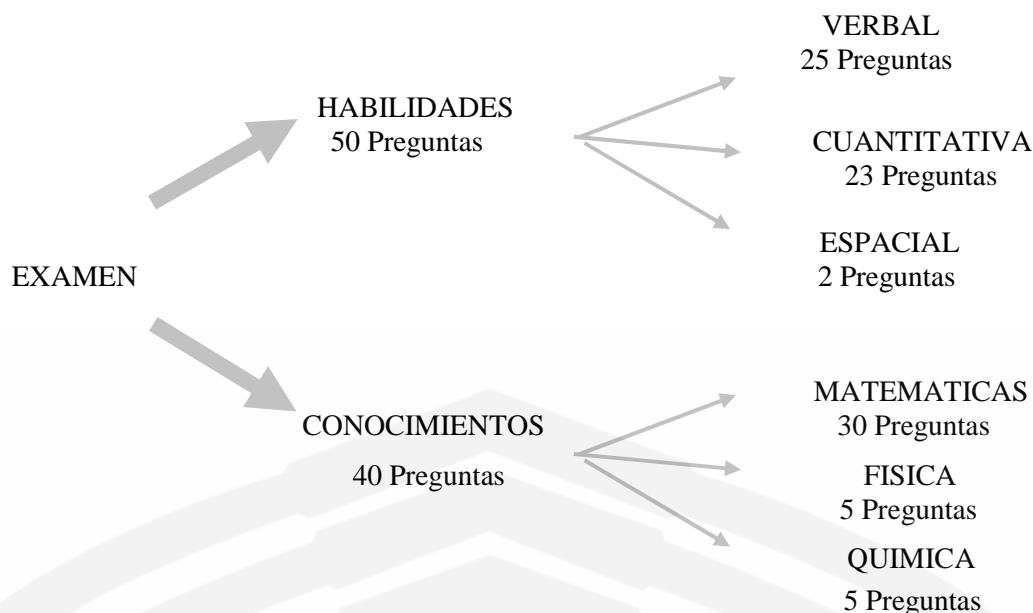 EXAMEN
HABILIDADES
50 Preguntas
VERBAL
25 Preguntas
CUANTITATIVA
23 Preguntas
ESPACIAL
2 Preguntas
CONOCIMIENTOS
40 Preguntas
MATEMATICAS
30 Preguntas
FISICA
5 Preguntas
QUIMICA
5 Preguntas